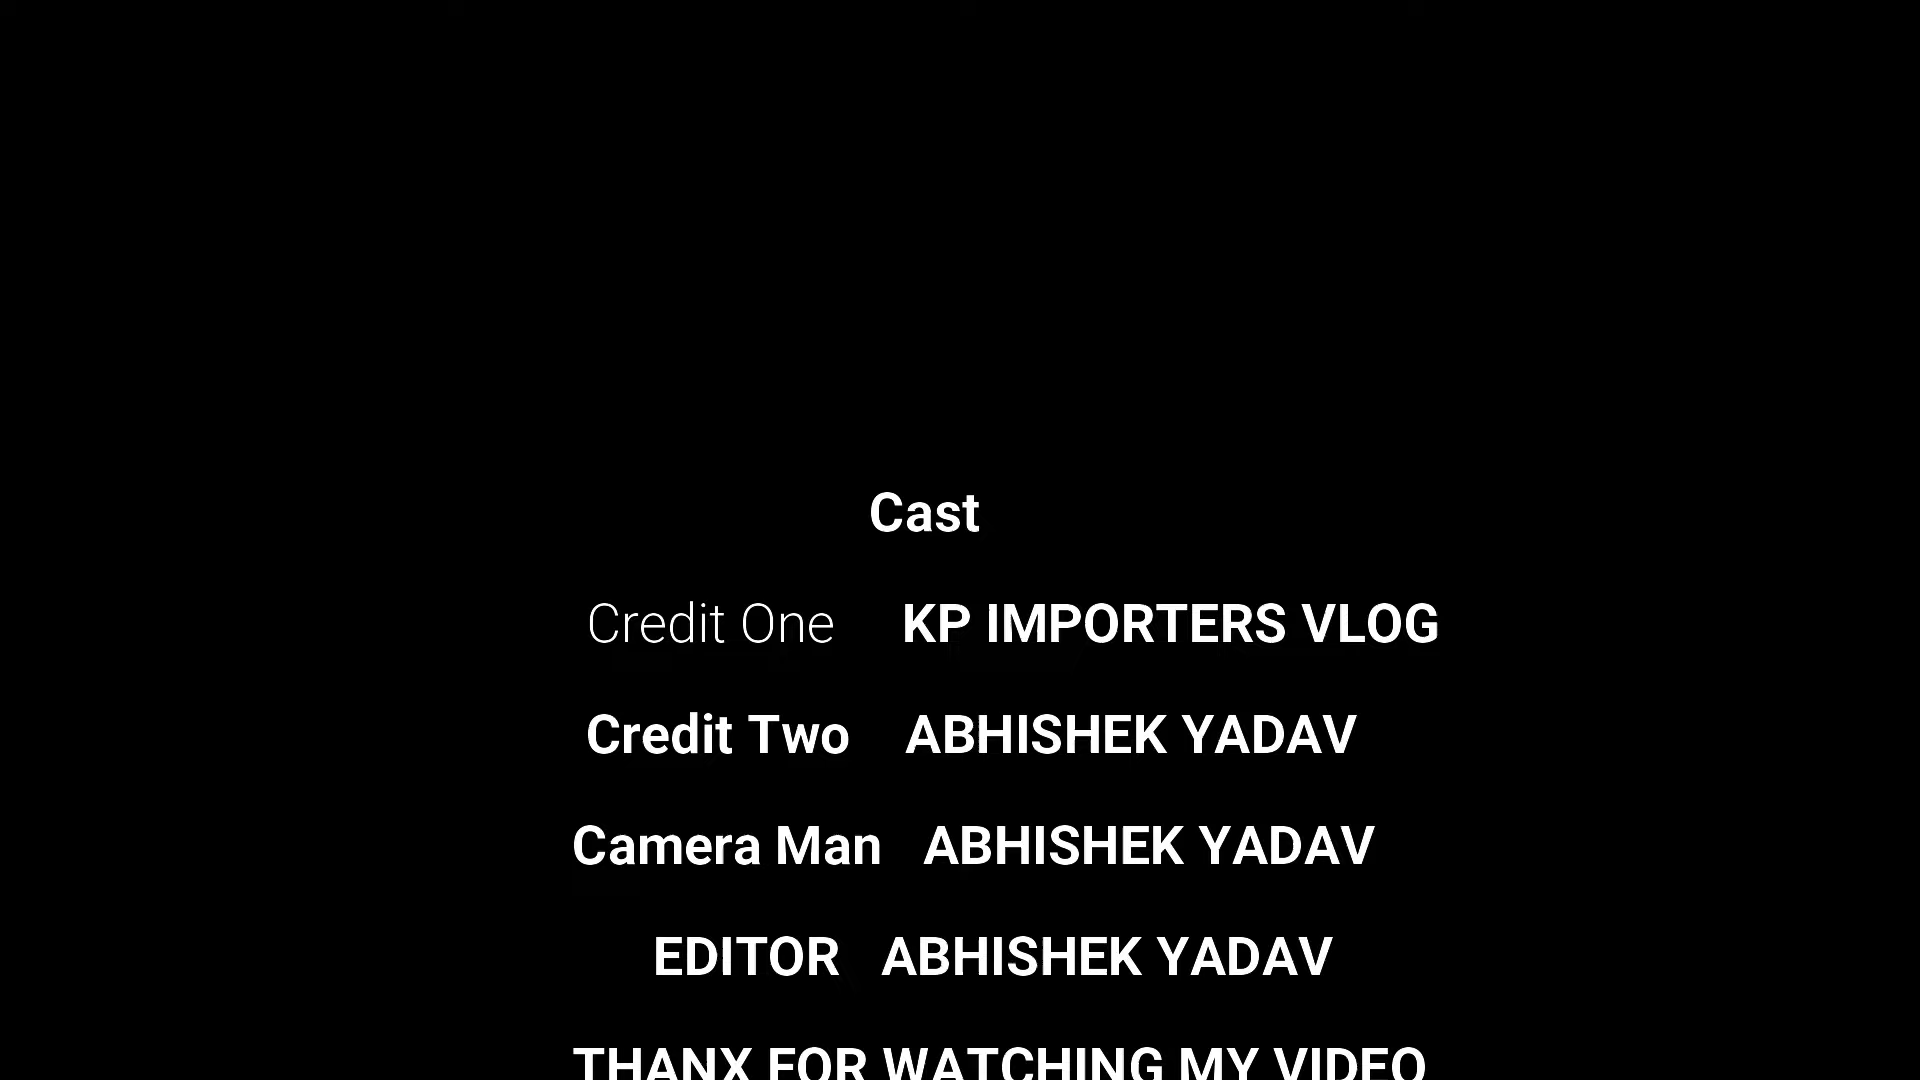 Cast
Credit One KP IMPORTERS VLOG
Credit Two ABHISHEK YADAV
Camera Man ABHISHEK YADAV
EDITOR ABHISHEK YADAV
THANX FOR WATCHING MY VIDEO